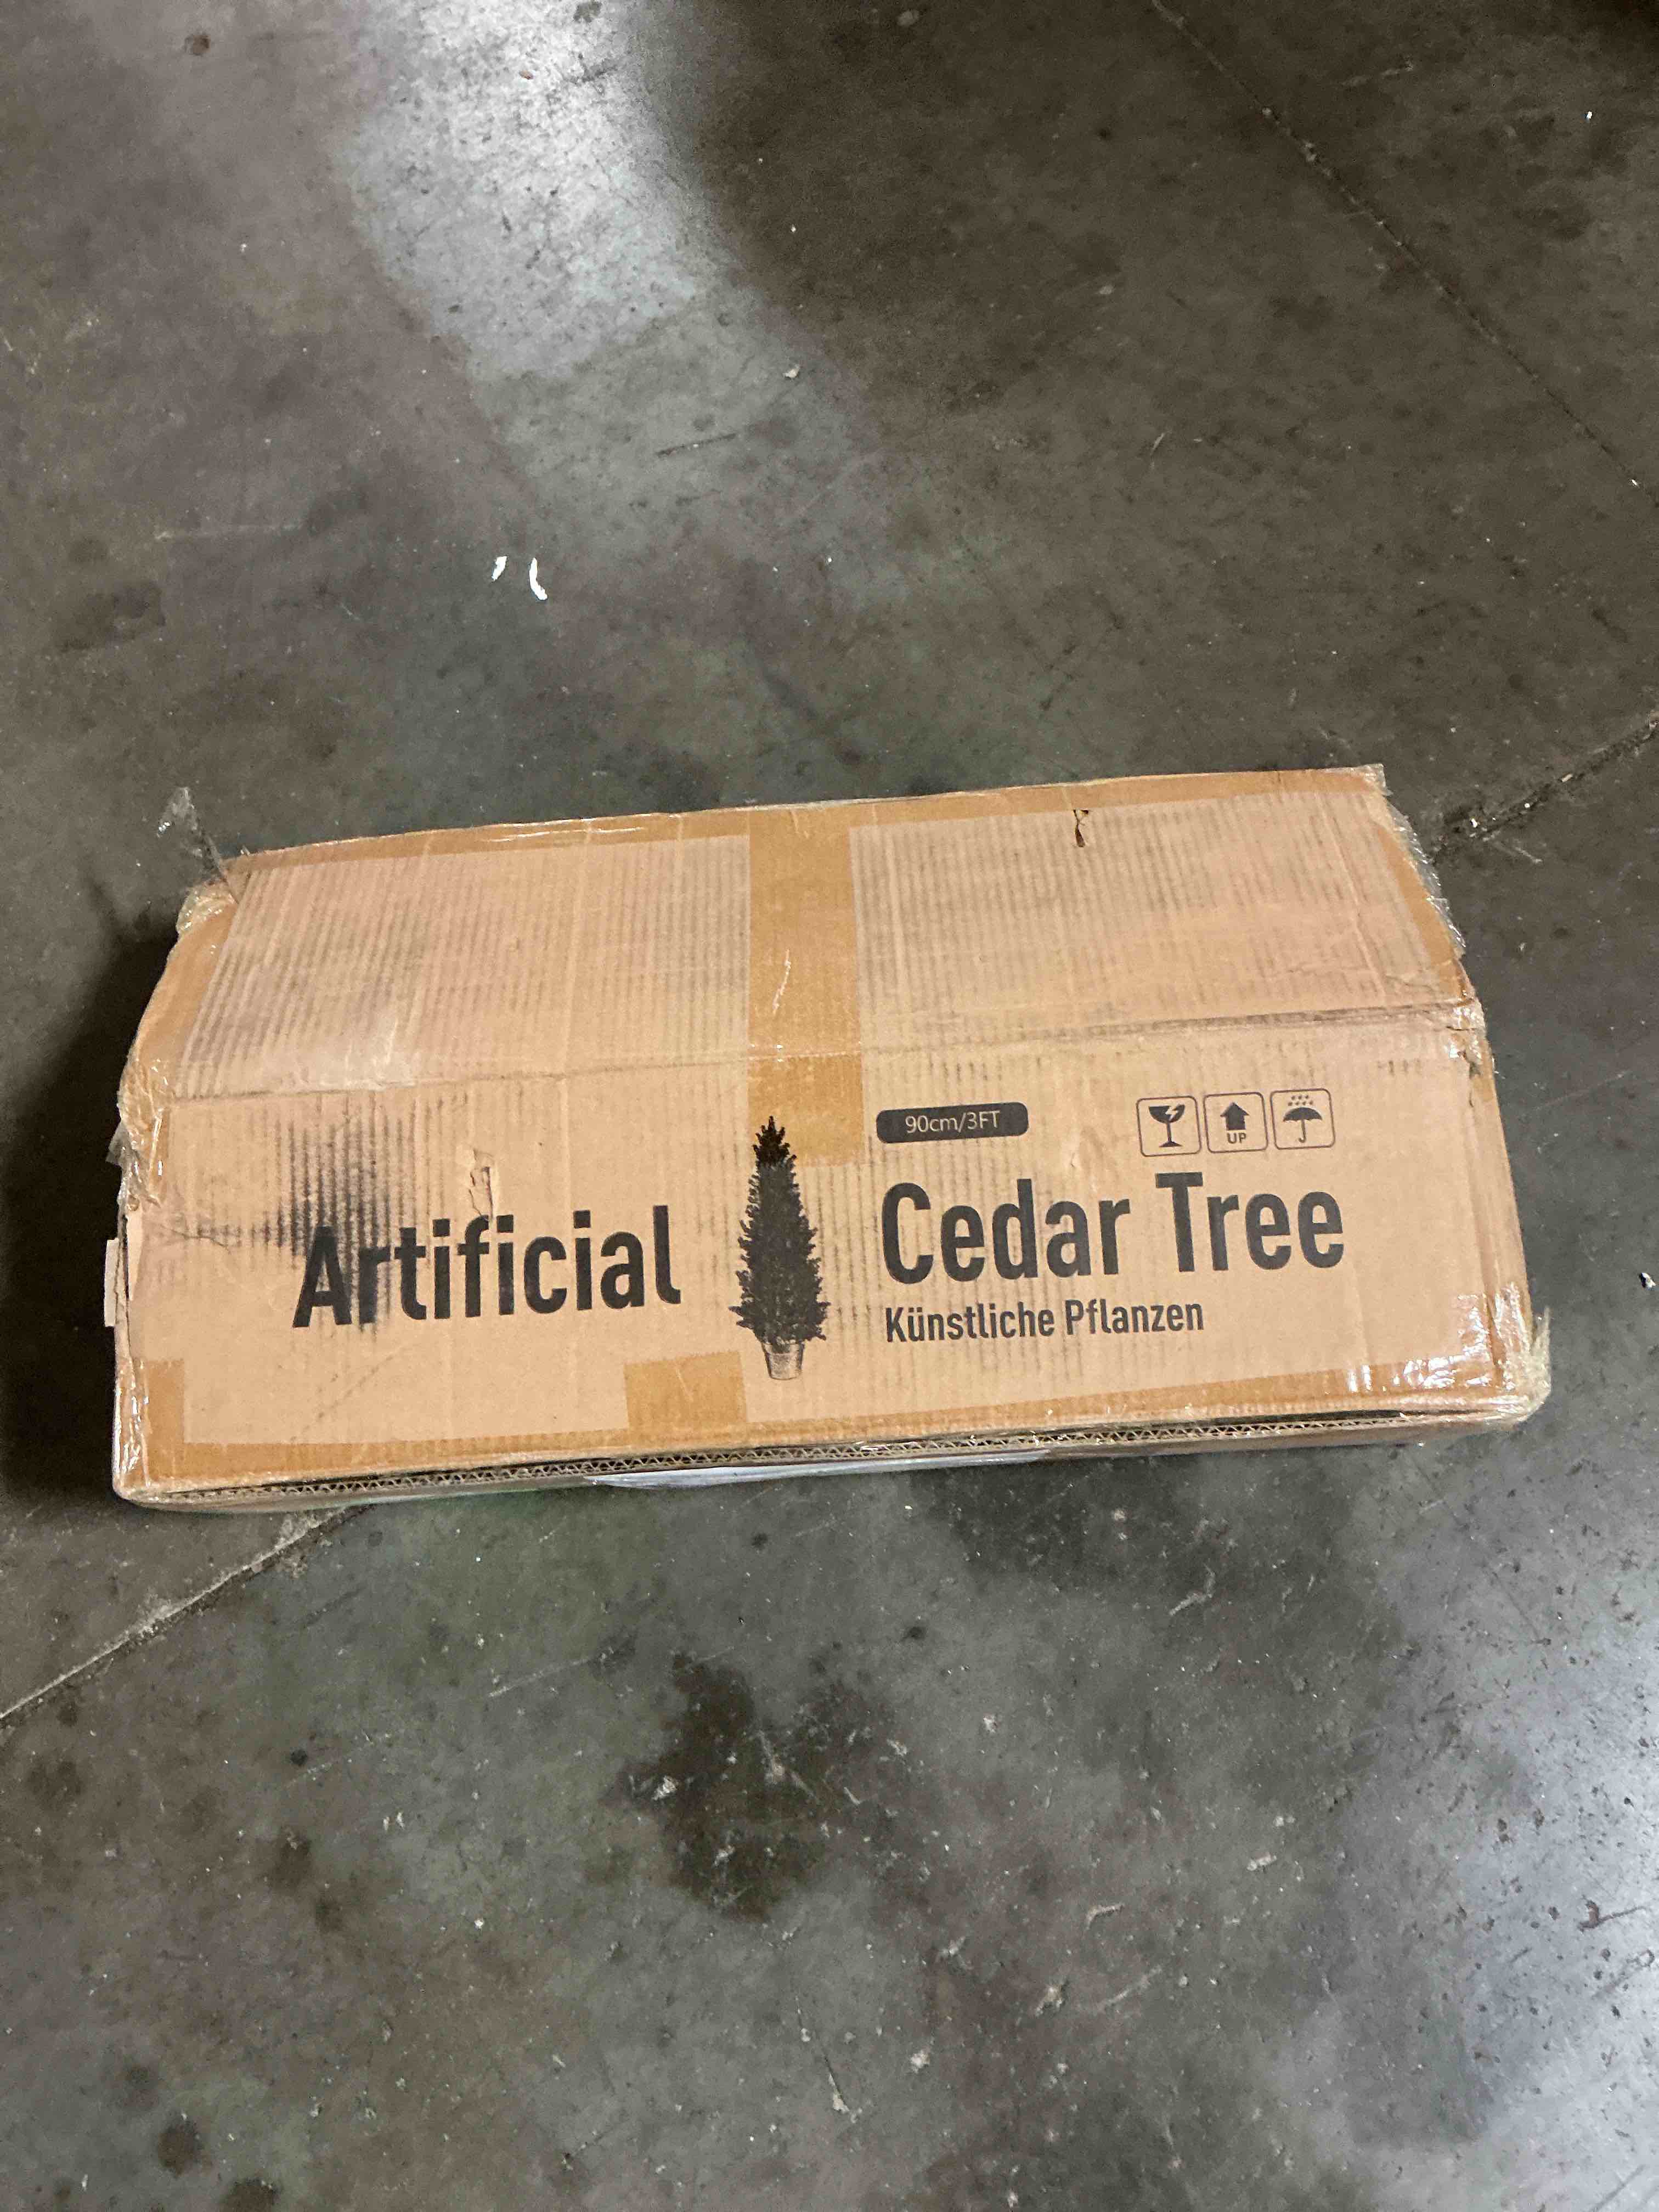 90cm/3FT
UP
Artificial
Cedar Tree
Künstliche Pflanzen